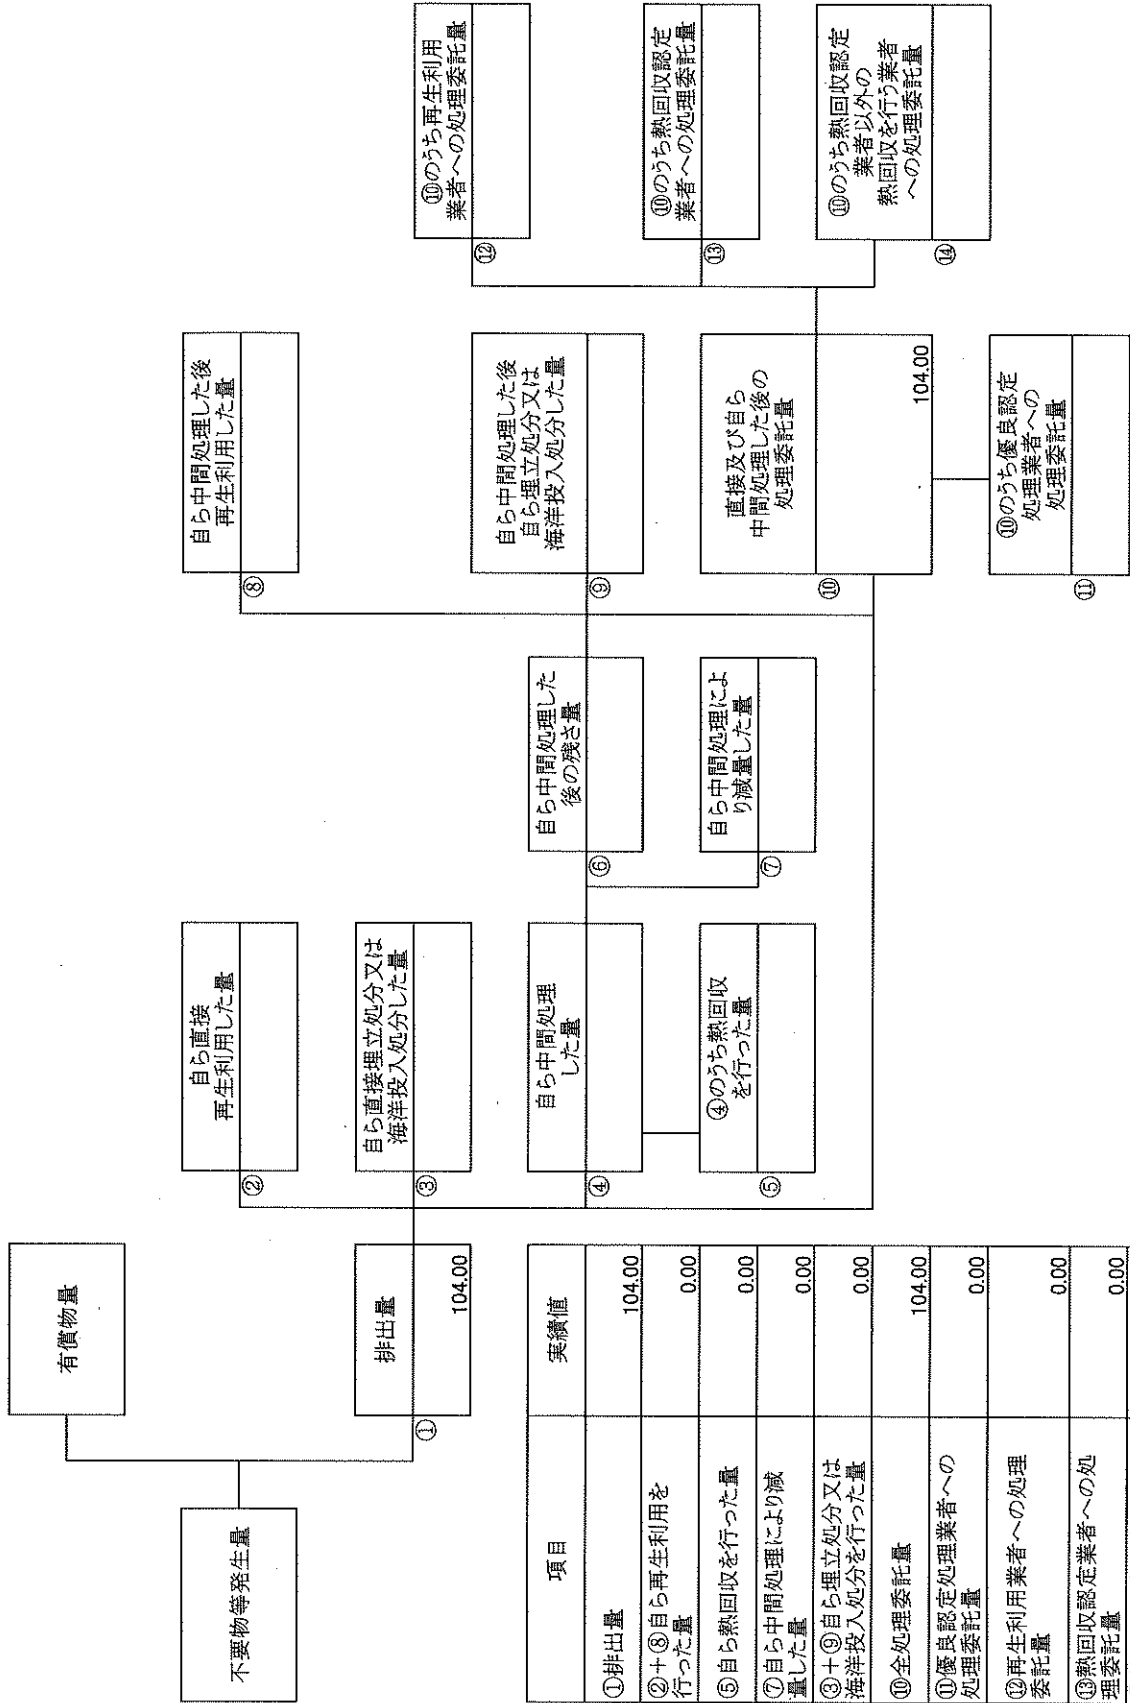 不要物等発生量
有償物量
①
排出量
104.00
②
自ら直接
再生利用した量
③
自ら直接埋立処分又は
海洋投入処分した量
④
自ら中間処理
した量
⑤
④のうち熱回収
を行った量
⑥
自ら中間処理した
後の残さ量
⑦
自ら中間処理によ
り減量した量
⑧
自ら中間処理した後
再生利用した量
⑨
自ら中間処理した後
自ら埋立処分又は
海洋投入処分した量
⑩
直接及び自ら
中間処理した後の
処理委託量
104.00
⑪
⑩のうち優良認定
処理業者への
処理委託量
⑫
⑩のうち再生利用
業者への処理委託量
⑬
⑩のうち熱回収認定
業者への処理委託量
⑭
⑩のうち熱回収認定
業者以外の
熱回収を行う業者
への処理委託量
項目 実績値
①排出量 104.00
②+⑧自ら再生利用を
行った量 0.00
⑤自ら熱回収を行った量 0.00
⑦自ら中間処理により減
量した量 0.00
③+⑨自ら埋立処分又は
海洋投入処分を行った量 0.00
⑩全処理委託量 104.00
⑪優良認定処理業者への
処理委託量 0.00
⑫再生利用業者への処理
委託量 0.00
⑬熱回収認定業者への処
理委託量 0.00